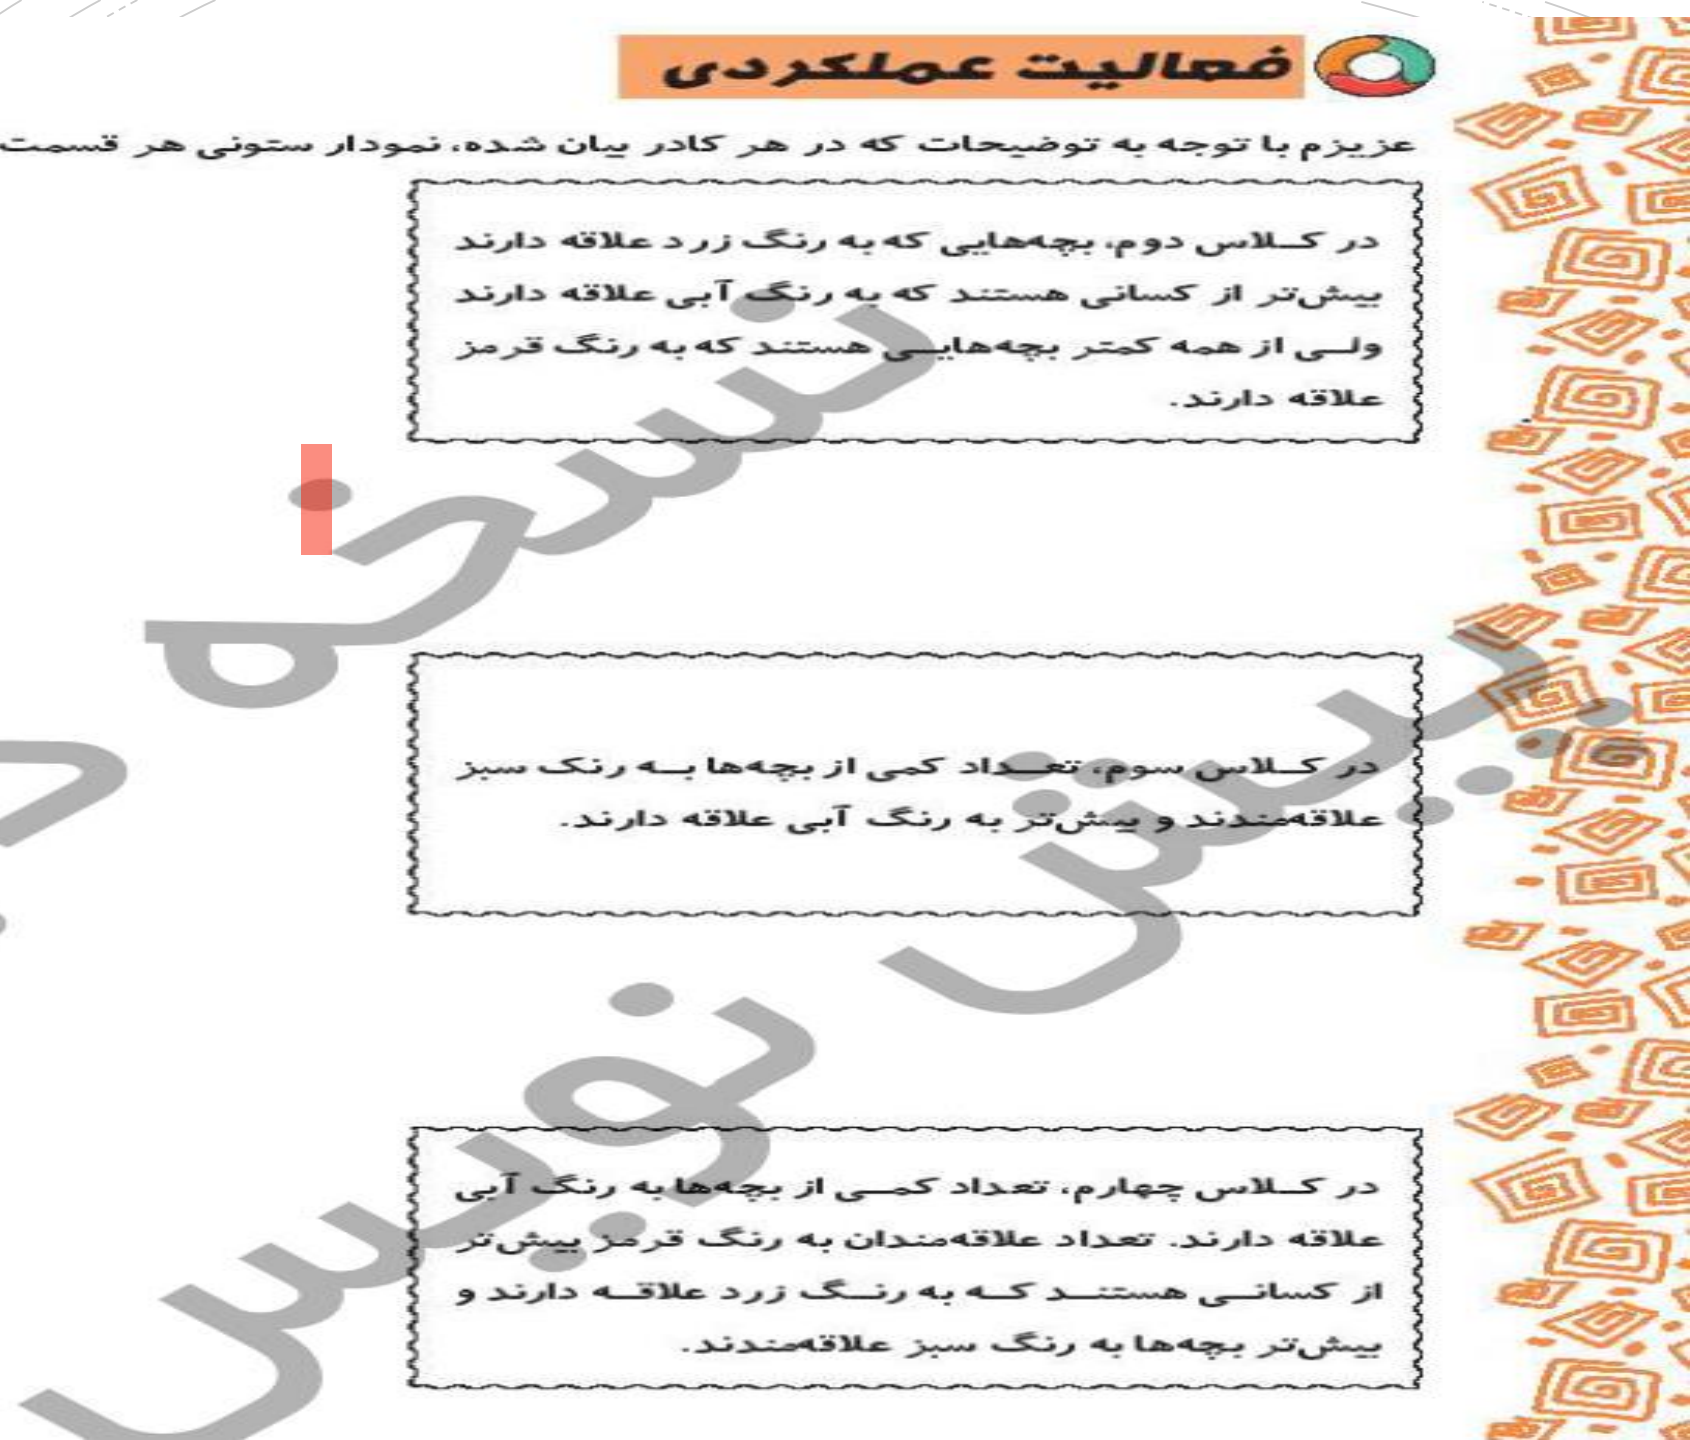 فعالیت عملکردی
عزیزم با توجه به توضیحات که در هر کادر بیان شده، نمودار ستونی هر قسمت
در کلاس دوم، بچه‌هایی که به رنگ زرد علاقه دارند
بیش‌تر از کسانی هستند که به رنگ آبی علاقه دارند
ولی از همه کمتر بچه‌هایی هستند که به رنگ قرمز
علاقه دارند.
در کلاس سوم، تعداد کمی از بچه‌ها به رنک سبز
علاقه‌مندند و بیش‌تر به رنگ آبی علاقه دارند.
در کلاس چهارم، تعداد کمی از بچه‌ها به رنگ آبی
علاقه دارند. تعداد علاقه‌مندان به رنگ قرمز بیش‌تر
از کسانی هستند که به رنگ زرد علاقه دارند و
بیش‌تر بچه‌ها به رنگ سبز علاقه‌مندند.
پیش نویس
نسخه